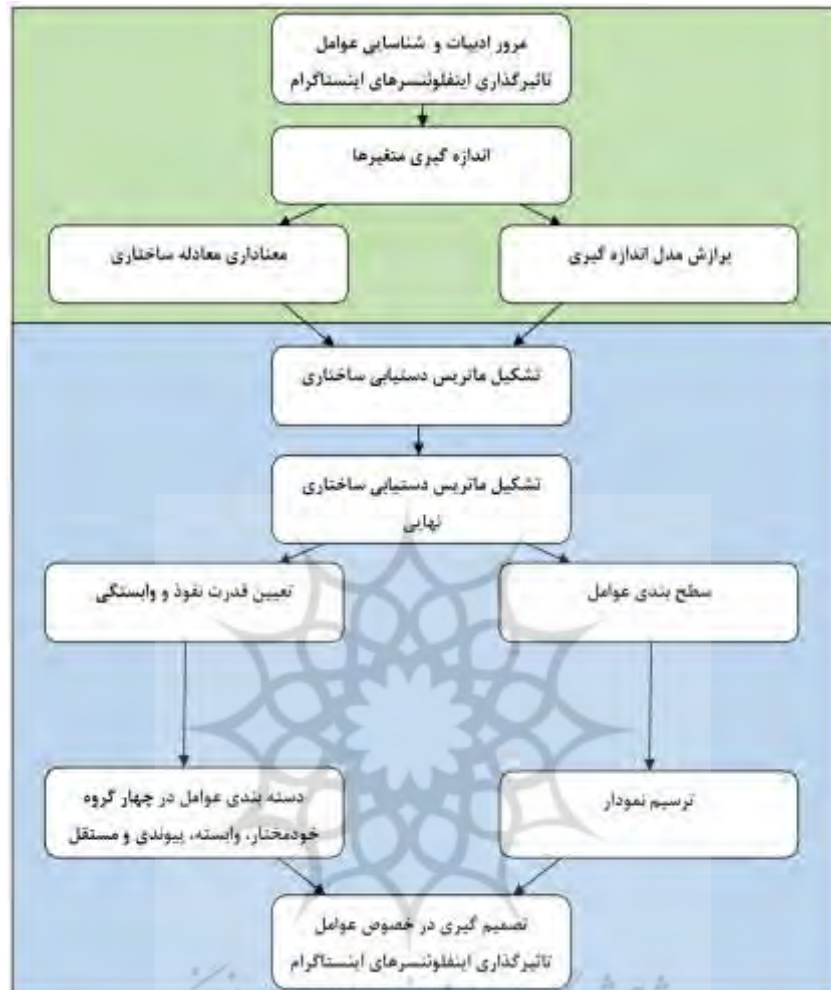 مرور ادبیات و شناسایی عوامل
تاثیرگذاری اینفلوئنسرهای اینستاگرام
اندازه گیری متغیرها
برازش مدل اندازه گیری
معناداری معادله ساختاری
تشکیل ماتریس دستیابی ساختاری
تشکیل ماتریس دستیابی ساختاری
نهایی
سطح بندی عوامل
تعیین قدرت نفوذ و وابستگی
ترسیم نمودار
دسته بندی عوامل در چهار گروه
خودمختار، وابسته، پیوندی و مستقل
تصمیم گیری در خصوص عوامل
تاثیرگذاری اینفلوئنسرهای اینستاگرام